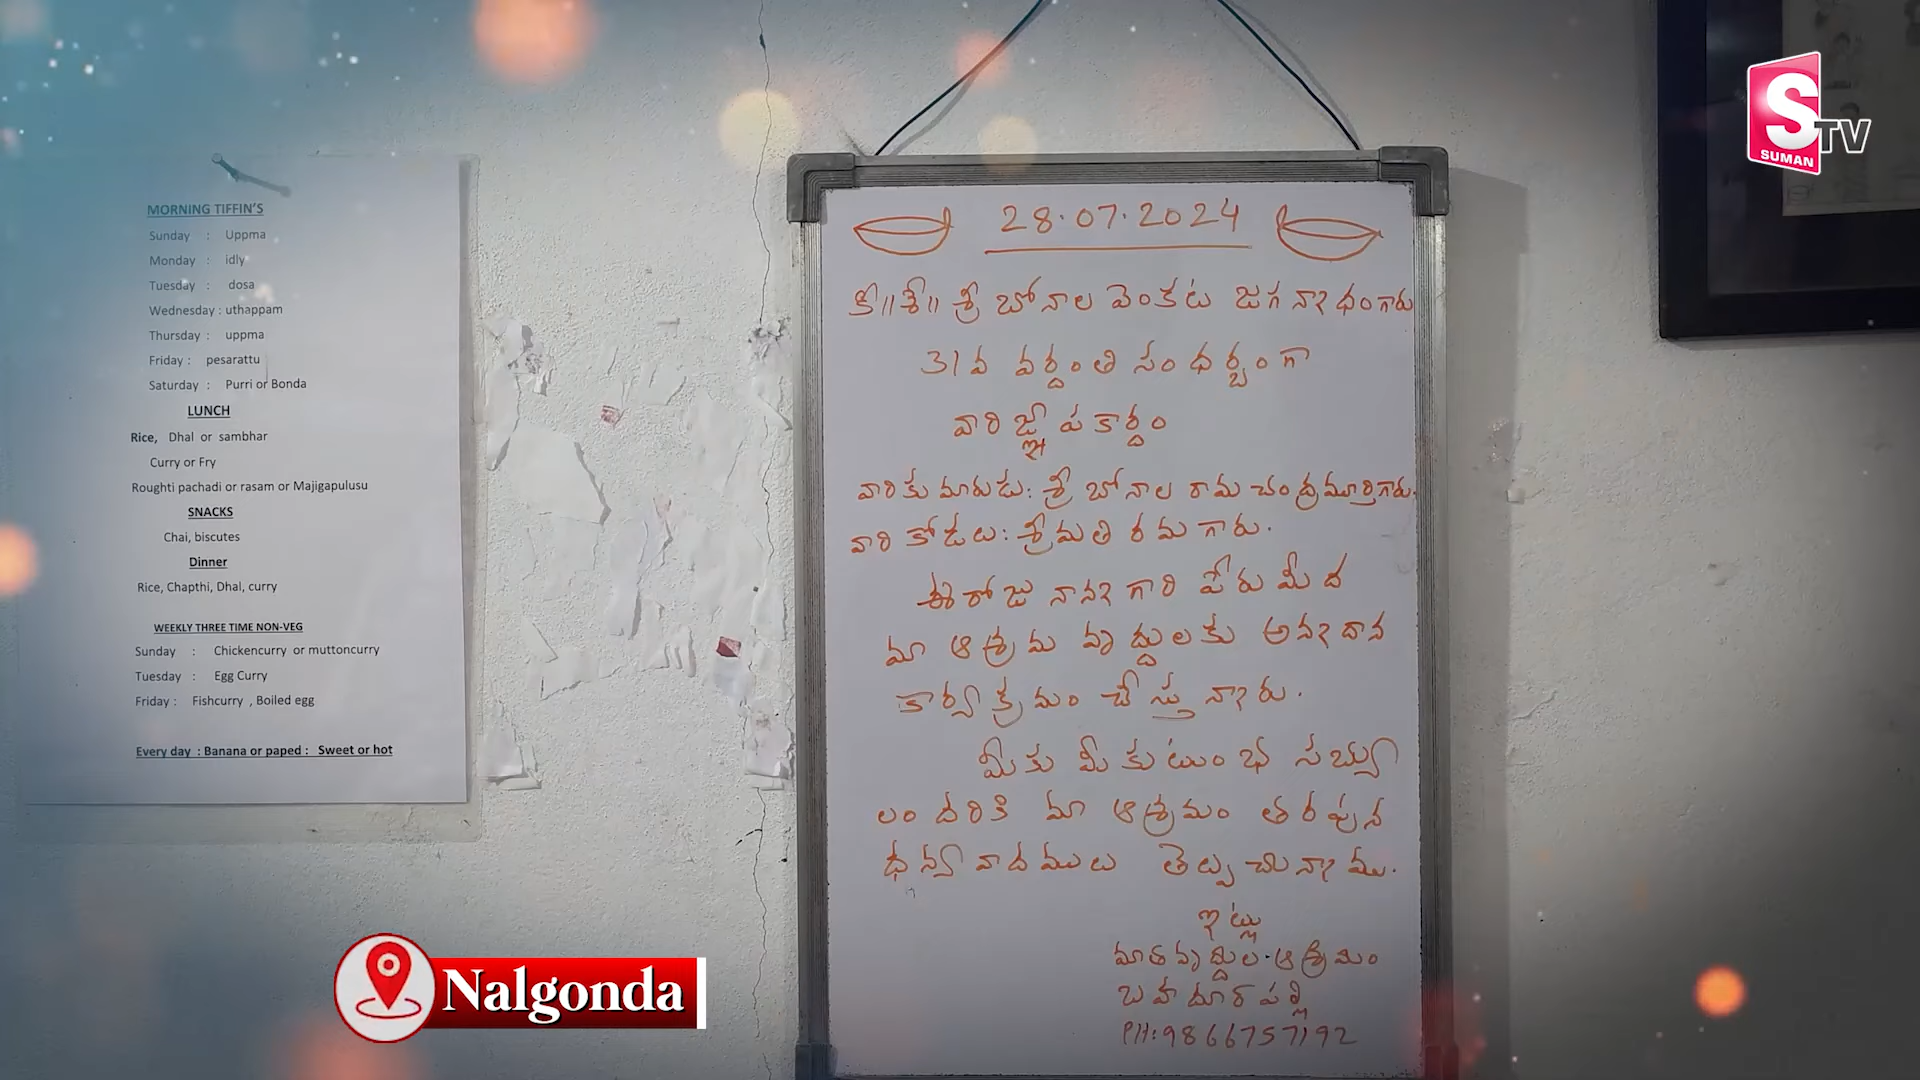 MORNING TIFFIN'S
Sunday : Uppma
Monday : idly
Tuesday : dosa
Wednesday : uthappam
Thursday : uppma
Friday : pesarattu
Saturday : Purri or Bonda
LUNCH
Rice, Dhal or sambhar
Curry or Fry
Roughti pachadi or rasam or Majigapulusu
SNACKS
Chai, biscutes
Dinner
Rice, Chapthi, Dhal, curry
WEEKLY THREE TIME NON-VEG
Sunday : Chickencurry or muttoncurry
Tuesday : Egg Curry
Friday : Fishcurry , Boiled egg
Every day : Banana or paped : Sweet or hot
28.07.2024
కీ//శే// శ్రీ బోనాల వెంకట జగన్నాధంగారు
31వ వర్ధంతి సంధర్భంగా
వారి జ్ఞాపకార్ధం
వారి కుమారుడు: శ్రీ బోనాల రామచంద్రమూర్తిగారు.
వారి కోడలు: శ్రీమతి రమగారు.
ఈరోజు నాన్నగారి పేరుమీద
మా ఆశ్రమ వృద్దులకు అన్నదాన
కార్యక్రమం చేస్తున్నారు.
మీకు మీ కుటుంభ సభ్యు
లందరికి మా ఆశ్రమం తరపున
ధన్యవాదములు తెల్పుచున్నాము.
ఇట్లు
మాత వృద్దుల ఆశ్రమం
బహదూర్ పల్లి
PH:9866757192
S
SUMAN
TV
Nalgonda